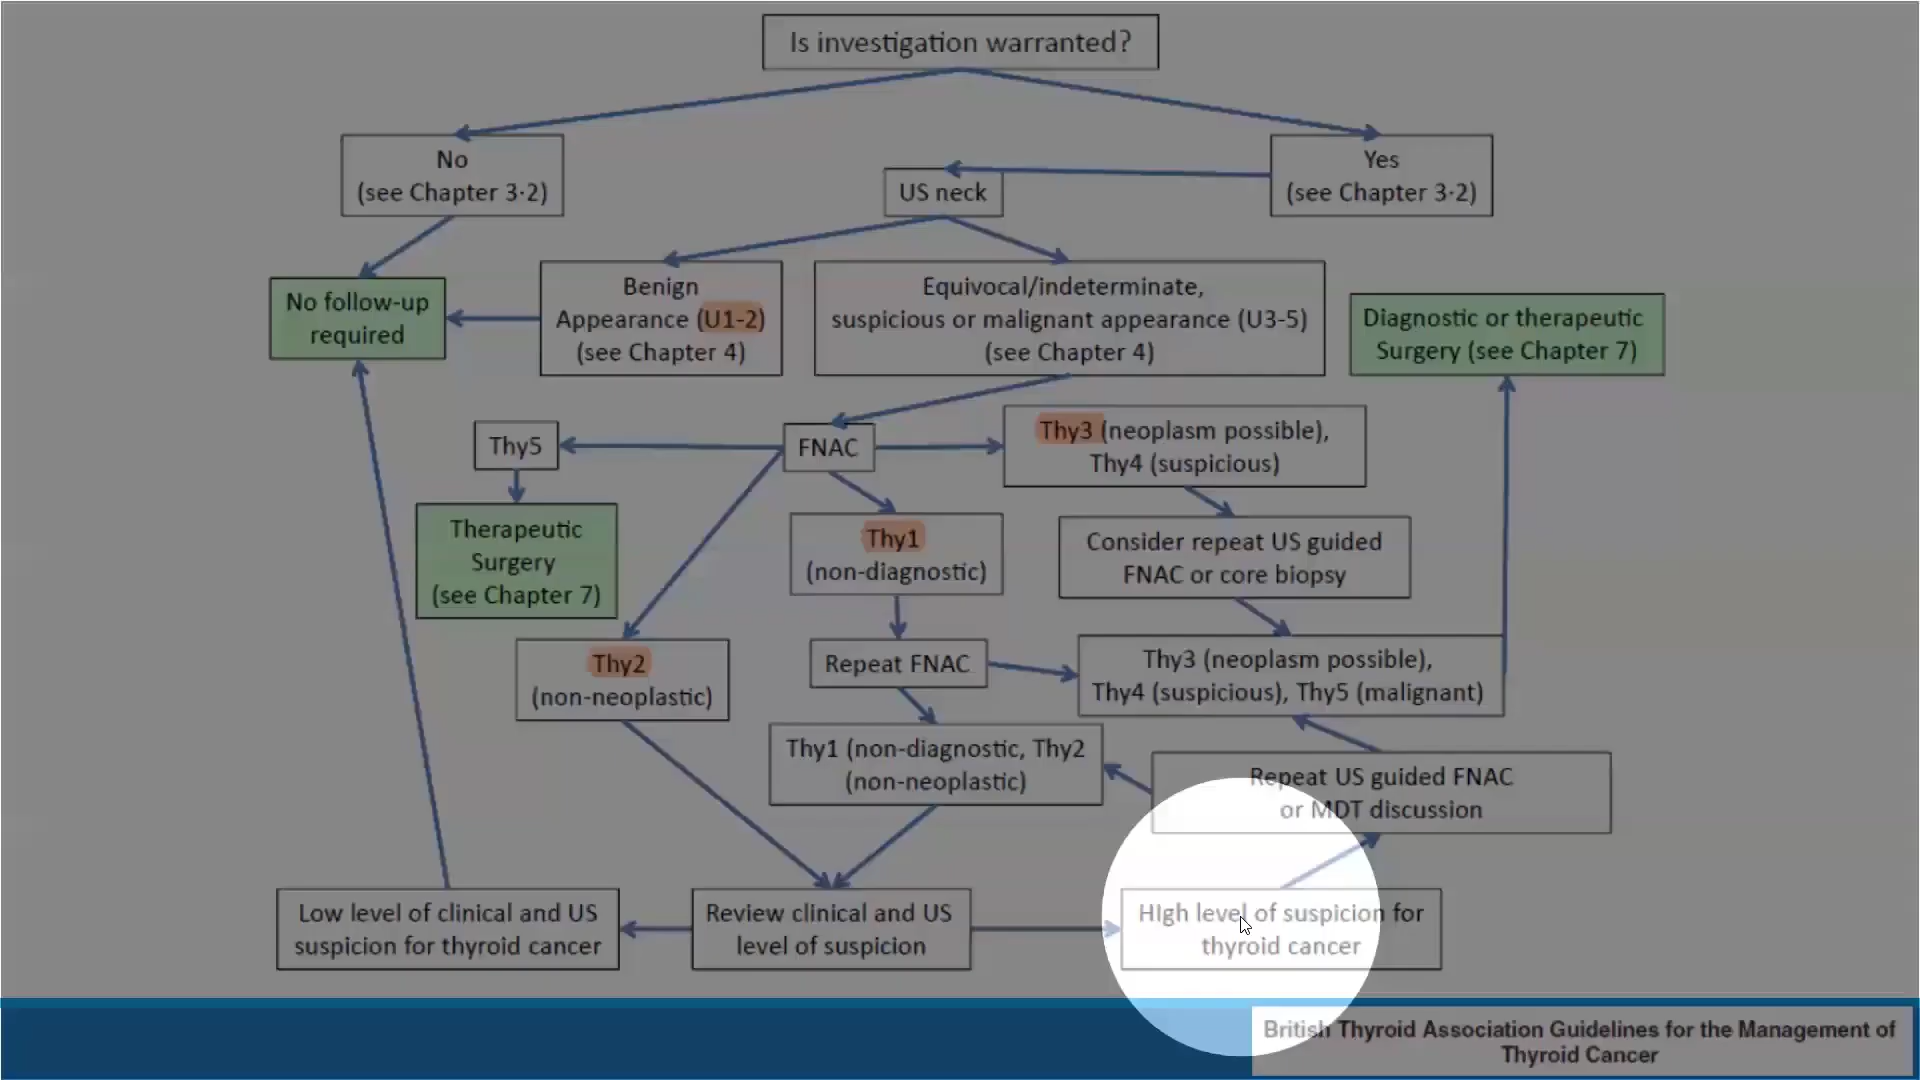 Is investigation warranted?
No
(see Chapter 3·2)
US neck
Yes
(see Chapter 3·2)
No follow-up
required
Benign
Appearance (U1-2)
(see Chapter 4)
Equivocal/indeterminate,
suspicious or malignant appearance (U3-5)
(see Chapter 4)
Diagnostic or therapeutic
Surgery (see Chapter 7)
Thy5
FNAC
Thy3 (neoplasm possible),
Thy4 (suspicious)
Therapeutic
Surgery
(see Chapter 7)
Thy1
(non-diagnostic)
Consider repeat US guided
FNAC or core biopsy
Thy2
(non-neoplastic)
Repeat FNAC
Thy3 (neoplasm possible),
Thy4 (suspicious), Thy5 (malignant)
Thy1 (non-diagnostic, Thy2
(non-neoplastic)
Repeat US guided FNAC
or MDT discussion
Low level of clinical and US
suspicion for thyroid cancer
Review clinical and US
level of suspicion
HIgh level of suspicion for
thyroid cancer
British Thyroid Association Guidelines for the Management of
Thyroid Cancer